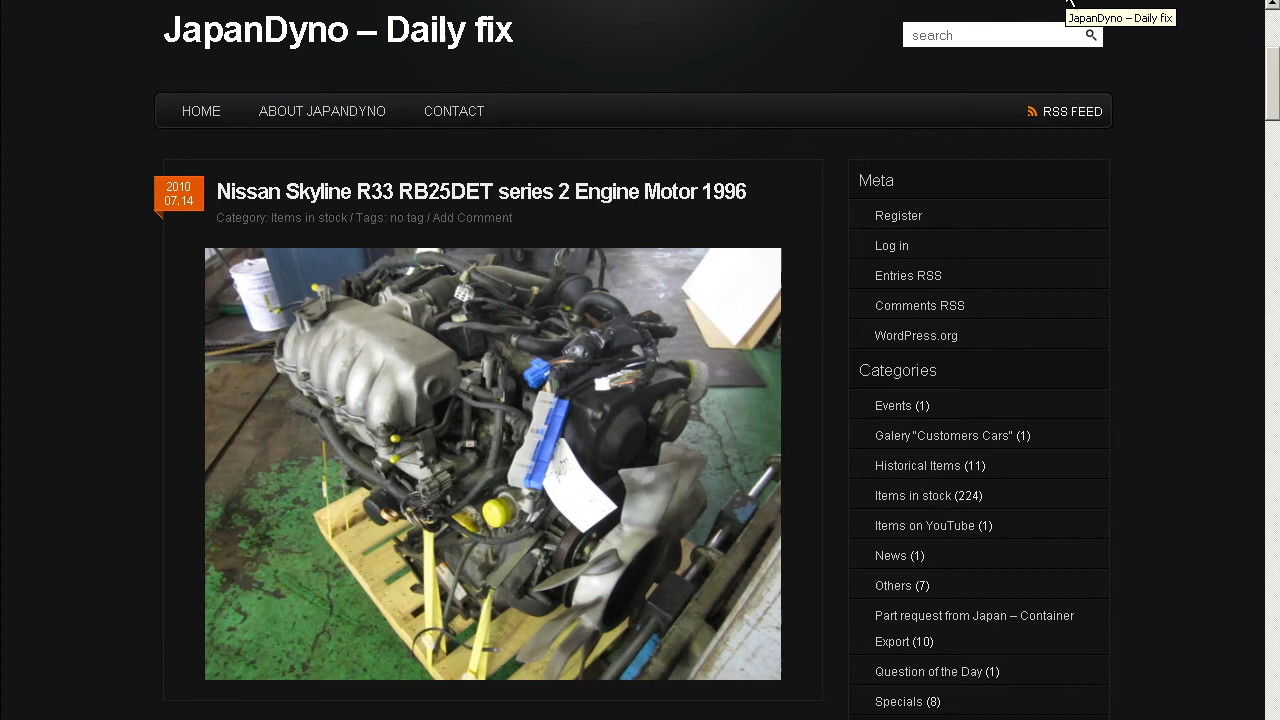 JapanDyno – Daily fix
JapanDyno – Daily fix
search
HOME
ABOUT JAPANDYNO
CONTACT
RSS FEED
2010
07.14
Nissan Skyline R33 RB25DET series 2 Engine Motor 1996
Category: Items in stock / Tags: no tag / Add Comment
Meta
Register
Log in
Entries RSS
Comments RSS
WordPress.org
Categories
Events (1)
Galery"Customers Cars" (1)
Historical Items (11)
Items in stock (224)
Items on YouTube (1)
News (1)
Others (7)
Part request from Japan – Container
Export (10)
Question of the Day (1)
Specials (8)